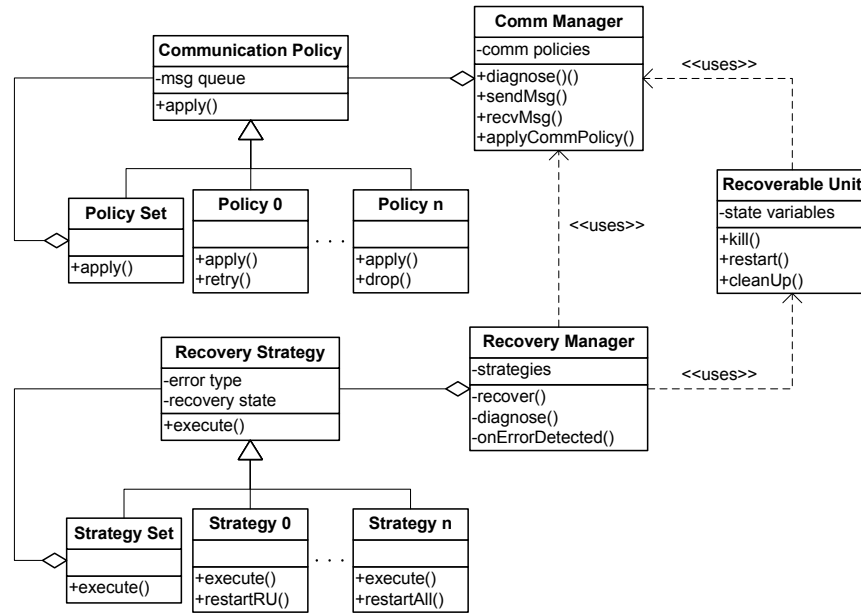 Comm Manager
-comm policies
+diagnose()()
+sendMsg()
+recvMsg()
+applyCommPolicy()
Communication Policy
-msg queue
+apply()
<<uses>>
Policy Set
+apply()
Policy 0
+apply()
+retry()
. . .
Policy n
+apply()
+drop()
<<uses>>
Recoverable Unit
-state variables
+kill()
+restart()
+cleanUp()
Recovery Strategy
-error type
-recovery state
+execute()
Recovery Manager
-strategies
-recover()
-diagnose()
-onErrorDetected()
<<uses>>
Strategy Set
+execute()
Strategy 0
+execute()
+restartRU()
. . .
Strategy n
+execute()
+restartAll()